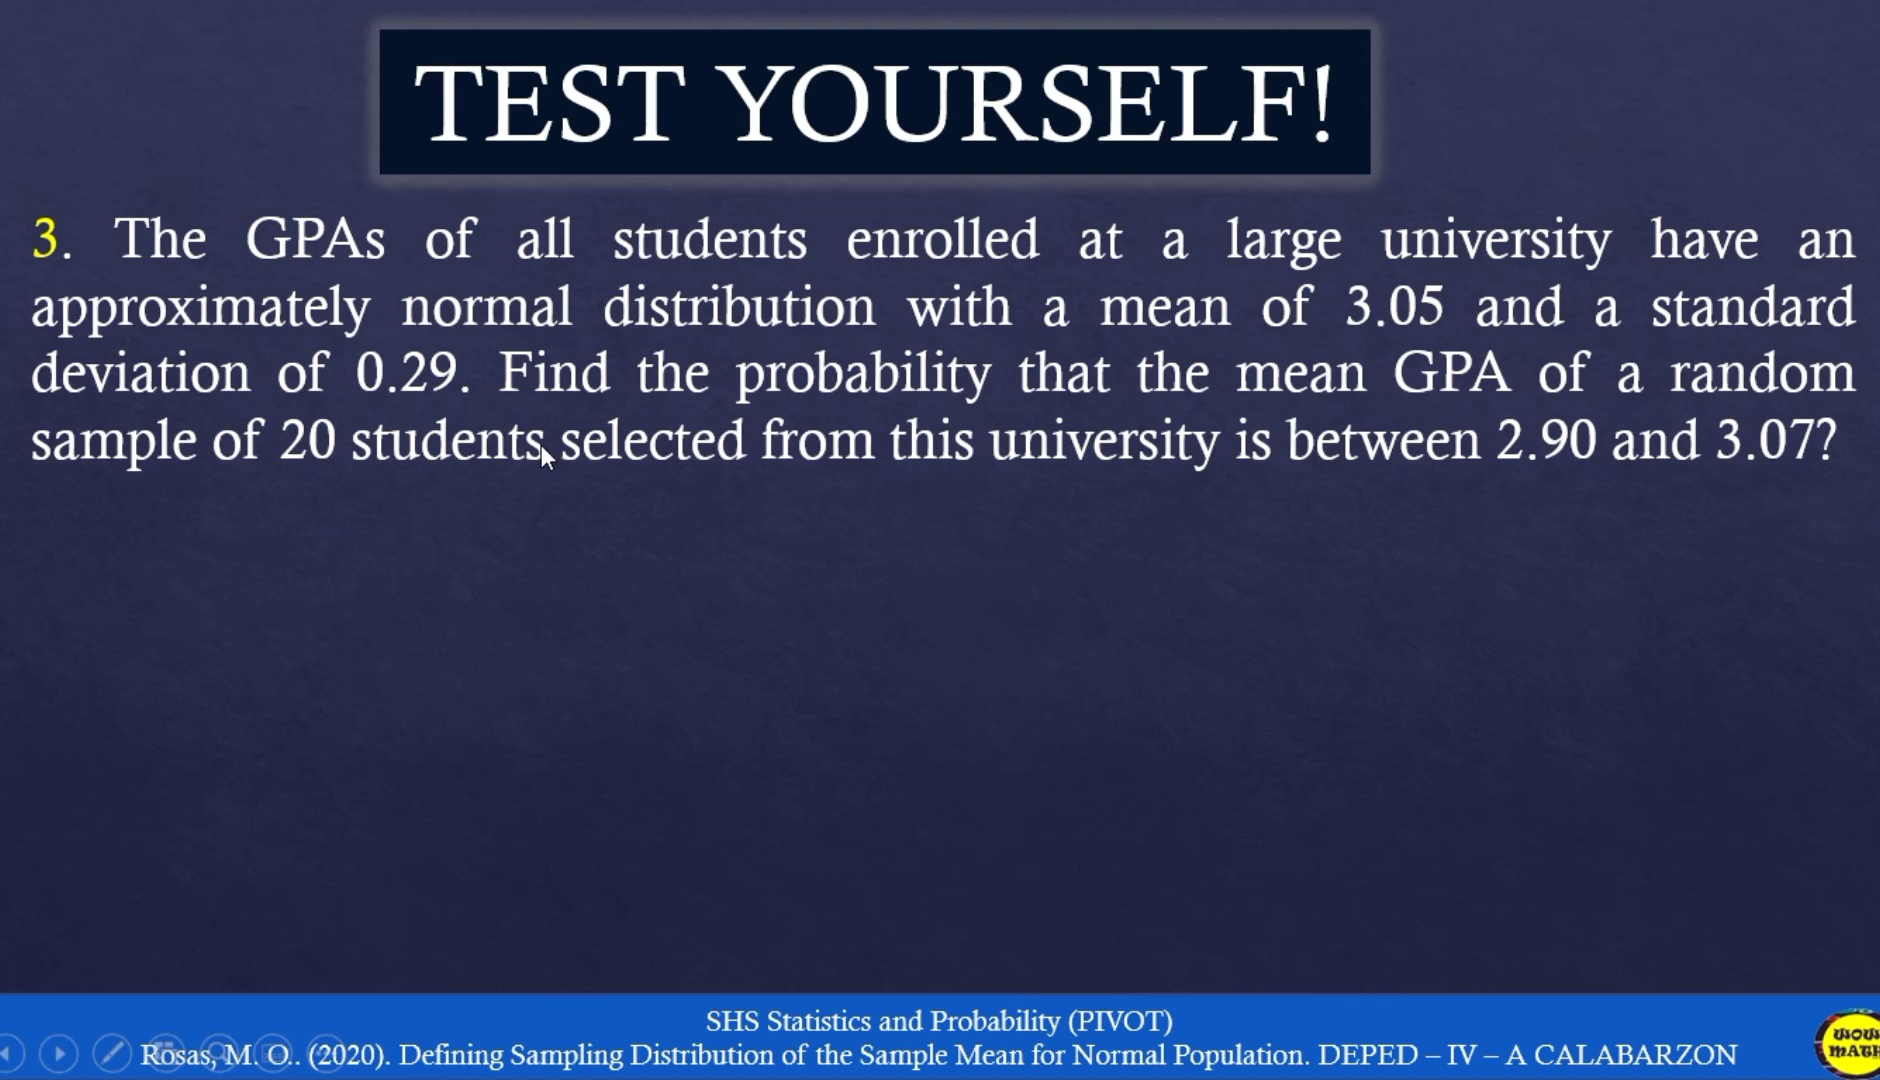 TEST YOURSELF!
3. The GPAs of all students enrolled at a large university have an
approximately normal distribution with a mean of 3.05 and a standard
deviation of 0.29. Find the probability that the mean GPA of a random
sample of 20 students selected from this university is between 2.90 and 3.07?
SHS Statistics and Probability (PIVOT)
Rosas, M. O.. (2020). Defining Sampling Distribution of the Sample Mean for Normal Population. DEPED – IV – A CALABARZON
WOW
MATH